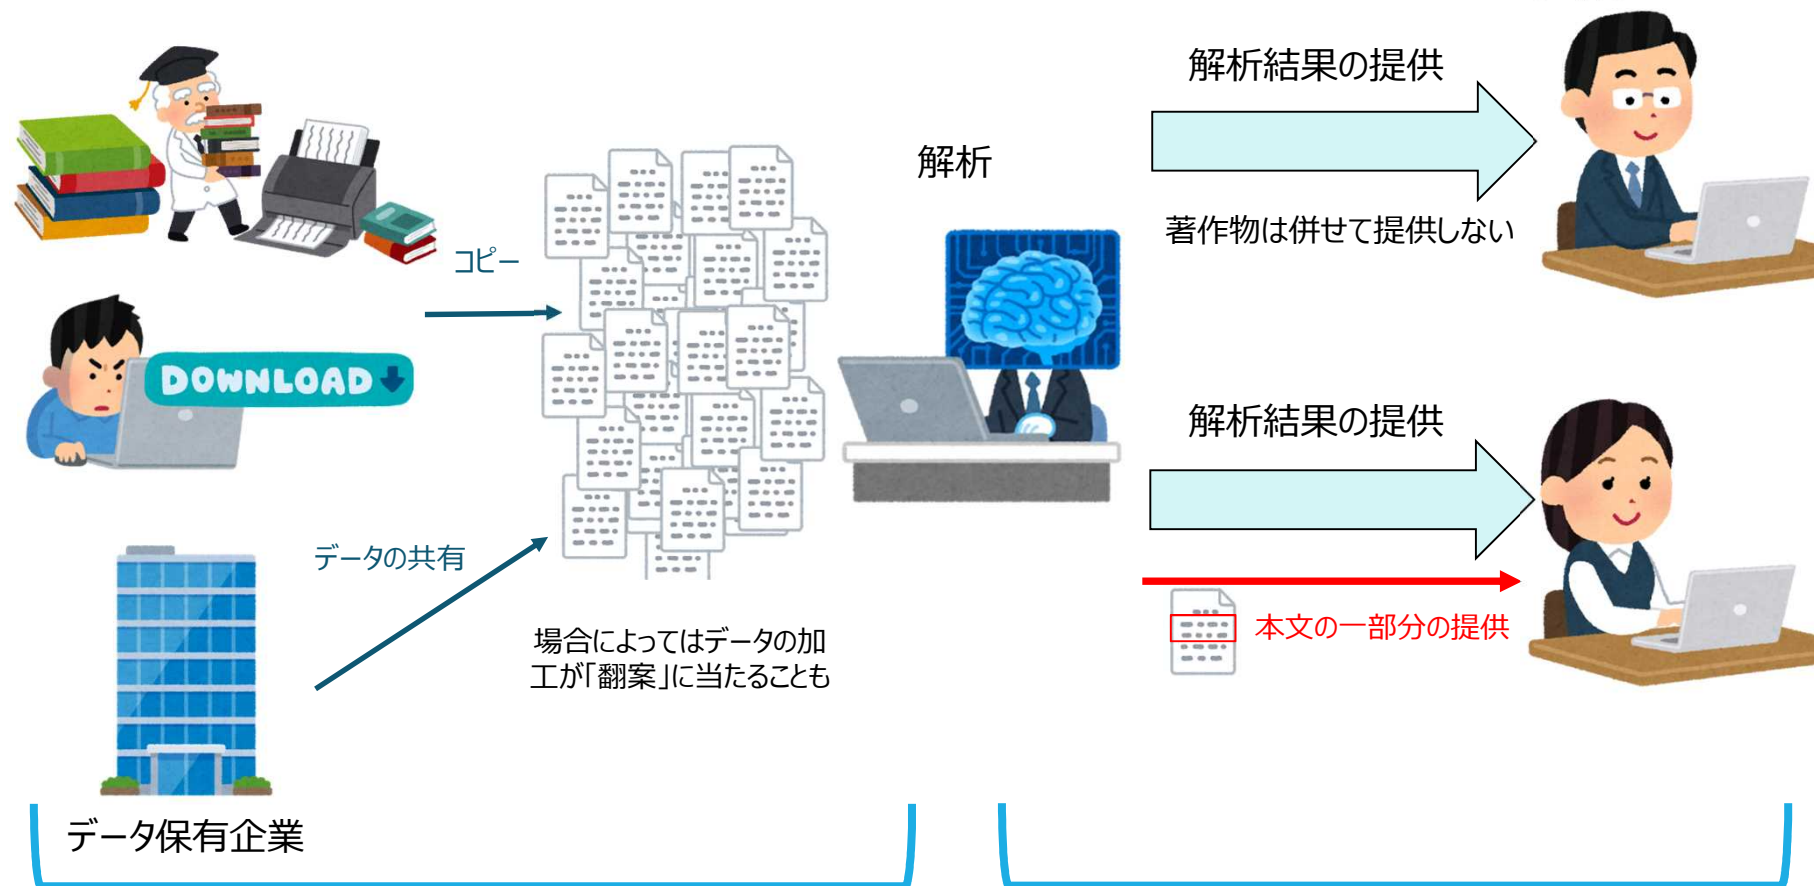 コピー
DOWNLOAD
データの共有
データ保有企業
場合によってはデータの加
工が「翻案」に当たることも
解析
解析結果の提供
著作物は併せて提供しない
解析結果の提供
本文の一部分の提供